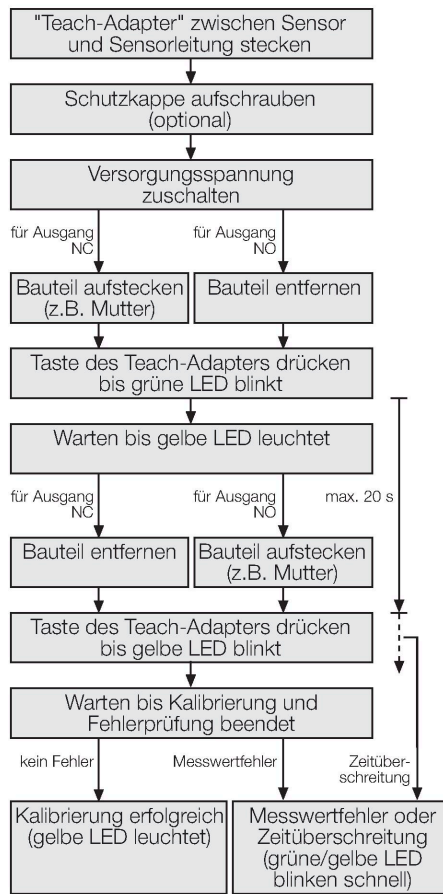 "Teach-Adapter" zwischen Sensor
und Sensorleitung stecken
Schutzkappe aufschrauben
(optional)
Versorgungsspannung
zuschalten
für Ausgang
NC
für Ausgang
NO
Bauteil aufstecken
(z.B. Mutter)
Bauteil entfernen
Taste des Teach-Adapters drücken
bis grüne LED blinkt
Warten bis gelbe LED leuchtet
für Ausgang
NC
für Ausgang
NO
max. 20 s
Bauteil entfernen
Bauteil aufstecken
(z.B. Mutter)
Taste des Teach-Adapters drücken
bis gelbe LED blinkt
Warten bis Kalibrierung und
Fehlerprüfung beendet
kein Fehler
Messwertfehler
Zeitüber-
schreitung
Kalibrierung erfolgreich
(gelbe LED leuchtet)
Messwertfehler oder
Zeitüberschreitung
(grüne/gelbe LED
blinken schnell)